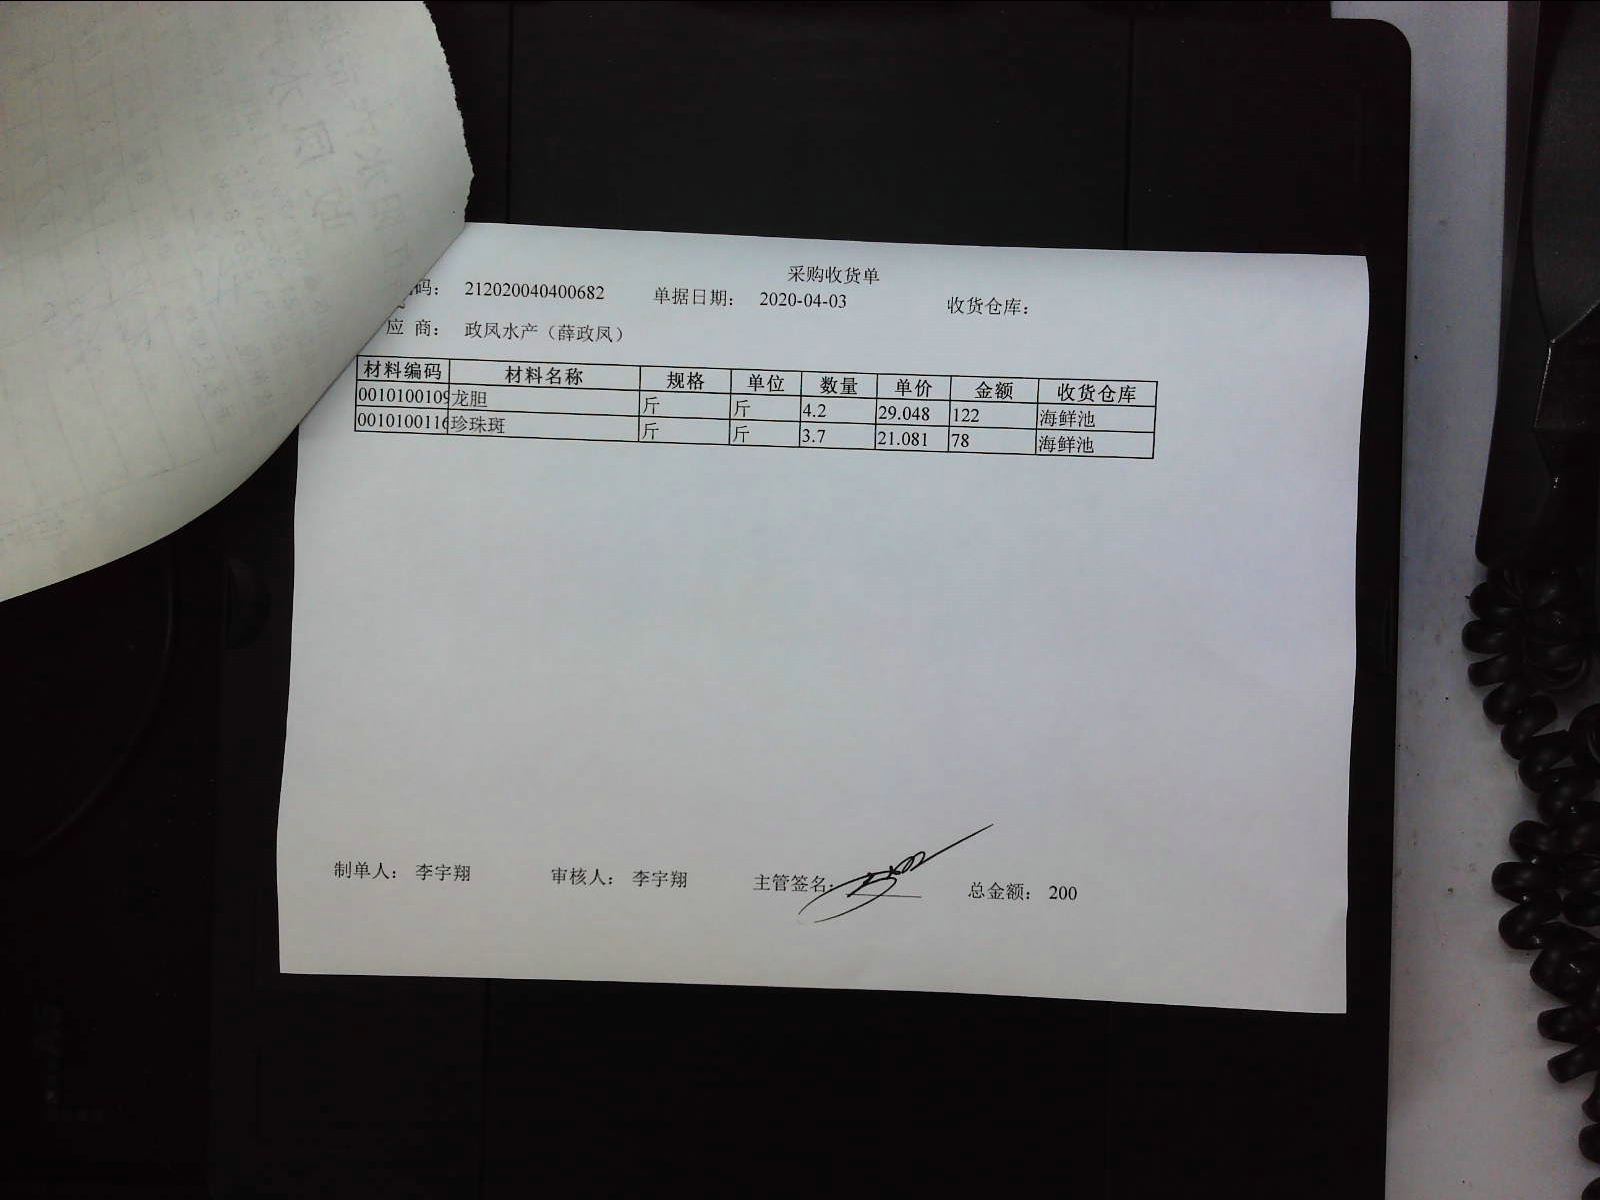 采购收货单
码： 212020040400682 单据日期： 2020-04-03 收货仓库：
应 商： 政凤水产（薛政凤）
材料编码 材料名称 规格 单位 数量 单价 金额 收货仓库
0010100109 龙胆 斤 斤 4.2 29.048 122 海鲜池
0010100116 珍珠斑 斤 斤 3.7 21.081 78 海鲜池
制单人： 李宇翔 审核人： 李宇翔 主管签名： 总金额： 200